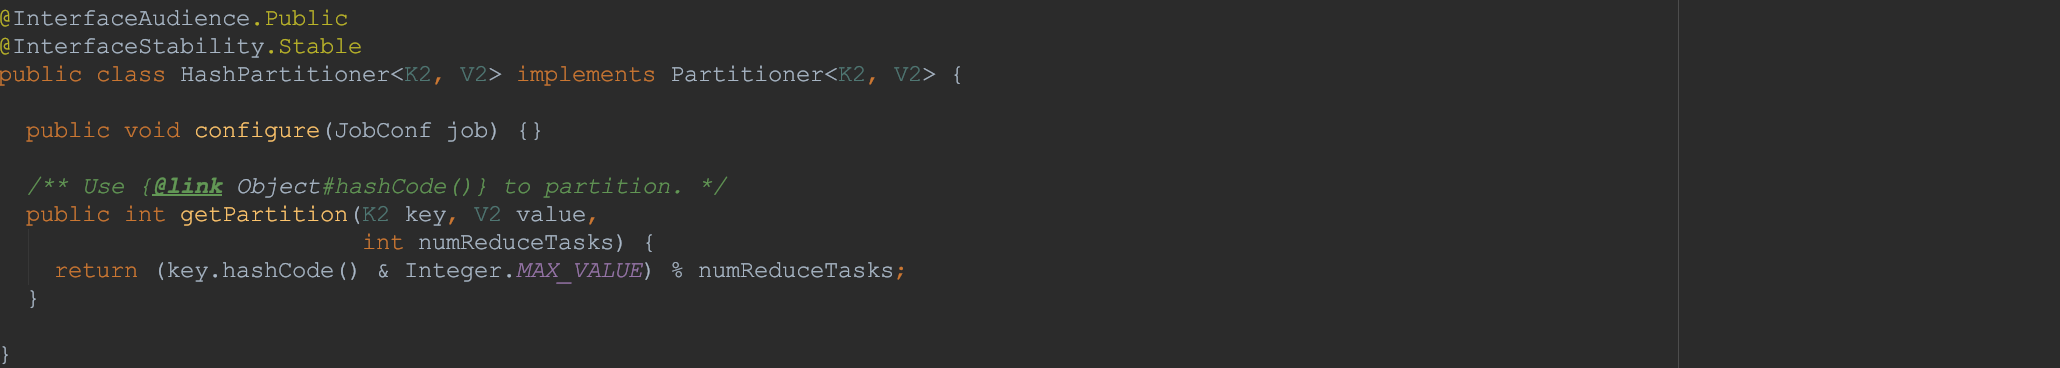 @InterfaceAudience.Public
@InterfaceStability.Stable
public class HashPartitioner<K2, V2> implements Partitioner<K2, V2> {
public void configure(JobConf job) {}
/** Use {@link Object#hashCode()} to partition. */
public int getPartition(K2 key, V2 value,
int numReduceTasks) {
return (key.hashCode() & Integer.MAX_VALUE) % numReduceTasks;
}
}